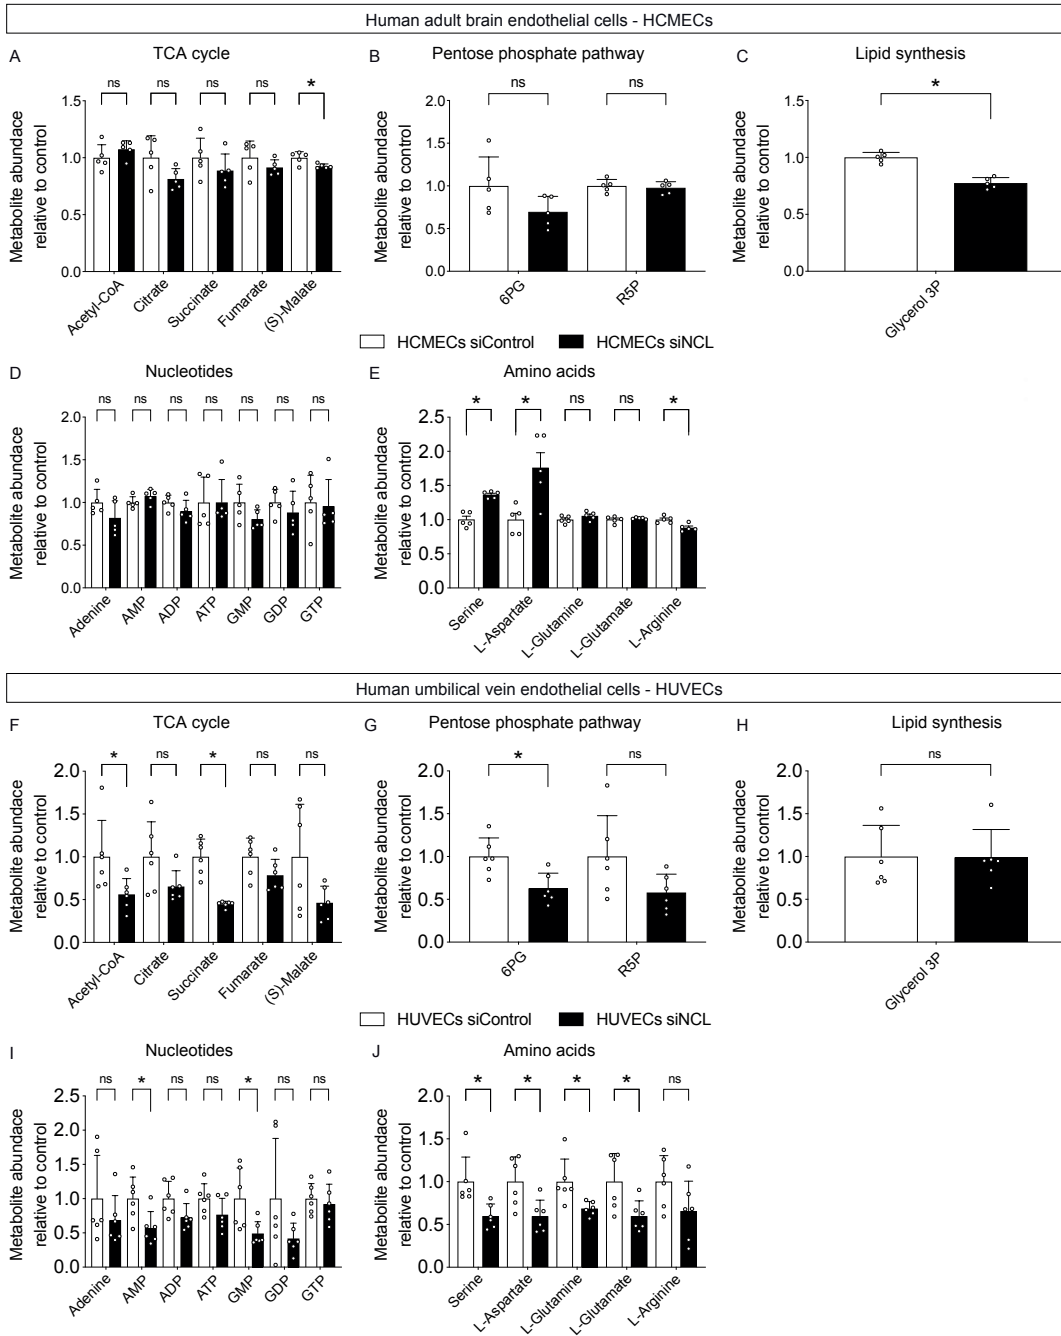 Human adult brain endothelial cells - HCMECs
A
TCA cycle
Metabolite abundace
relative to control
1.5
1.0
0.5
0.0
ns
ns
ns
ns
*
Acetyl-CoA
Citrate
Succinate
Fumarate
(S)-Malate
B
Pentose phosphate pathway
Metabolite abundace
relative to control
2.0
1.5
1.0
0.5
0.0
ns
ns
6PG
R5P
C
Lipid synthesis
Metabolite abundace
relative to control
1.5
1.0
0.5
0.0
*
Glycerol 3P
HCMECs siControl
HCMECs siNCL
D
Nucleotides
Metabolite abundace
relative to control
2.0
1.5
1.0
0.5
0.0
ns
ns
ns
ns
ns
ns
ns
Adenine
AMP
ADP
ATP
GMP
GDP
GTP
E
Amino acids
Metabolite abundace
relative to control
2.5
2.0
1.5
1.0
0.5
0.0
*
*
ns
ns
*
Serine
L-Aspartate
L-Glutamine
L-Glutamate
L-Arginine
Human umbilical vein endothelial cells - HUVECs
F
TCA cycle
Metabolite abundace
relative to control
2.0
1.5
1.0
0.5
0.0
*
ns
*
ns
ns
Acetyl-CoA
Citrate
Succinate
Fumarate
(S)-Malate
G
Pentose phosphate pathway
Metabolite abundace
relative to control
2.0
1.5
1.0
0.5
0.0
*
ns
6PG
R5P
H
Lipid synthesis
Metabolite abundace
relative to control
2.0
1.5
1.0
0.5
0.0
ns
Glycerol 3P
HUVECs siControl
HUVECs siNCL
I
Nucleotides
Metabolite abundace
relative to control
2.5
2.0
1.5
1.0
0.5
0.0
ns
*
ns
ns
*
ns
ns
Adenine
AMP
ADP
ATP
GMP
GDP
GTP
J
Amino acids
Metabolite abundace
relative to control
2.0
1.5
1.0
0.5
0.0
*
*
*
*
ns
Serine
L-Aspartate
L-Glutamine
L-Glutamate
L-Arginine